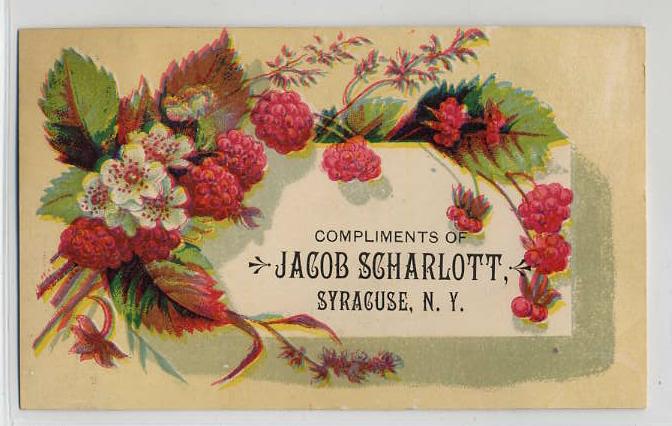 COMPLIMENTS OF
JACOB SCHARLOTT,
SYRACUSE, N. Y.